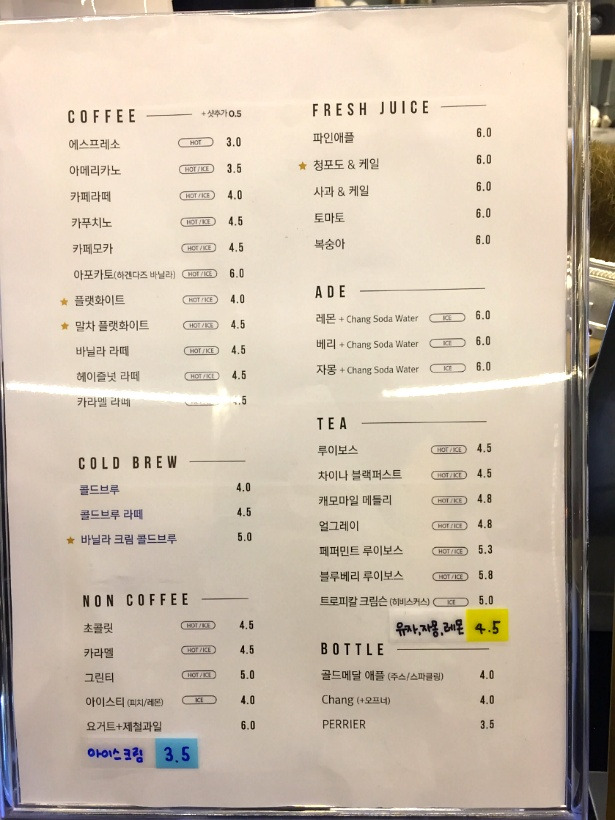 COFFEE +샷추가 0.5
에스프레소 HOT 3.0
아메리카노 HOT / ICE 3.5
카페라떼 HOT / ICE 4.0
카푸치노 HOT / ICE 4.5
카페모카 HOT / ICE 4.5
아포카토(하겐다즈 바닐라) HOT / ICE 6.0
★ 플랫화이트 HOT / ICE 4.0
★ 말차 플랫화이트 HOT / ICE 4.5
바닐라 라떼 HOT / ICE 4.5
헤이즐넛 라떼 HOT / ICE 4.5
카라멜 라떼 HOT / ICE 4.5
COLD BREW
콜드브루 4.0
콜드브루 라떼 4.5
★ 바닐라 크림 콜드브루 5.0
NON COFFEE
초콜릿 HOT / ICE 4.5
카라멜 HOT / ICE 4.5
그린티 HOT / ICE 5.0
아이스티 (피치/레몬) ICE 4.0
요거트+제철과일 6.0
아이스크림 3.5
FRESH JUICE
파인애플 6.0
★ 청포도 & 케일 6.0
사과 & 케일 6.0
토마토 6.0
복숭아 6.0
ADE
레몬 + Chang Soda Water ICE 6.0
베리 + Chang Soda Water ICE 6.0
자몽 + Chang Soda Water ICE 6.0
TEA
루이보스 HOT / ICE 4.5
차이나 블랙퍼스트 HOT / ICE 4.5
캐모마일 메들리 HOT / ICE 4.8
얼그레이 HOT / ICE 4.8
페퍼민트 루이보스 HOT / ICE 5.3
블루베리 루이보스 HOT / ICE 5.8
트로피칼 크림슨 (히비스커스) ICE 5.0
유자,자몽,레몬 4.5
BOTTLE
골드메달 애플 (주스/스파클링) 4.0
Chang (+오프너) 4.0
PERRIER 3.5